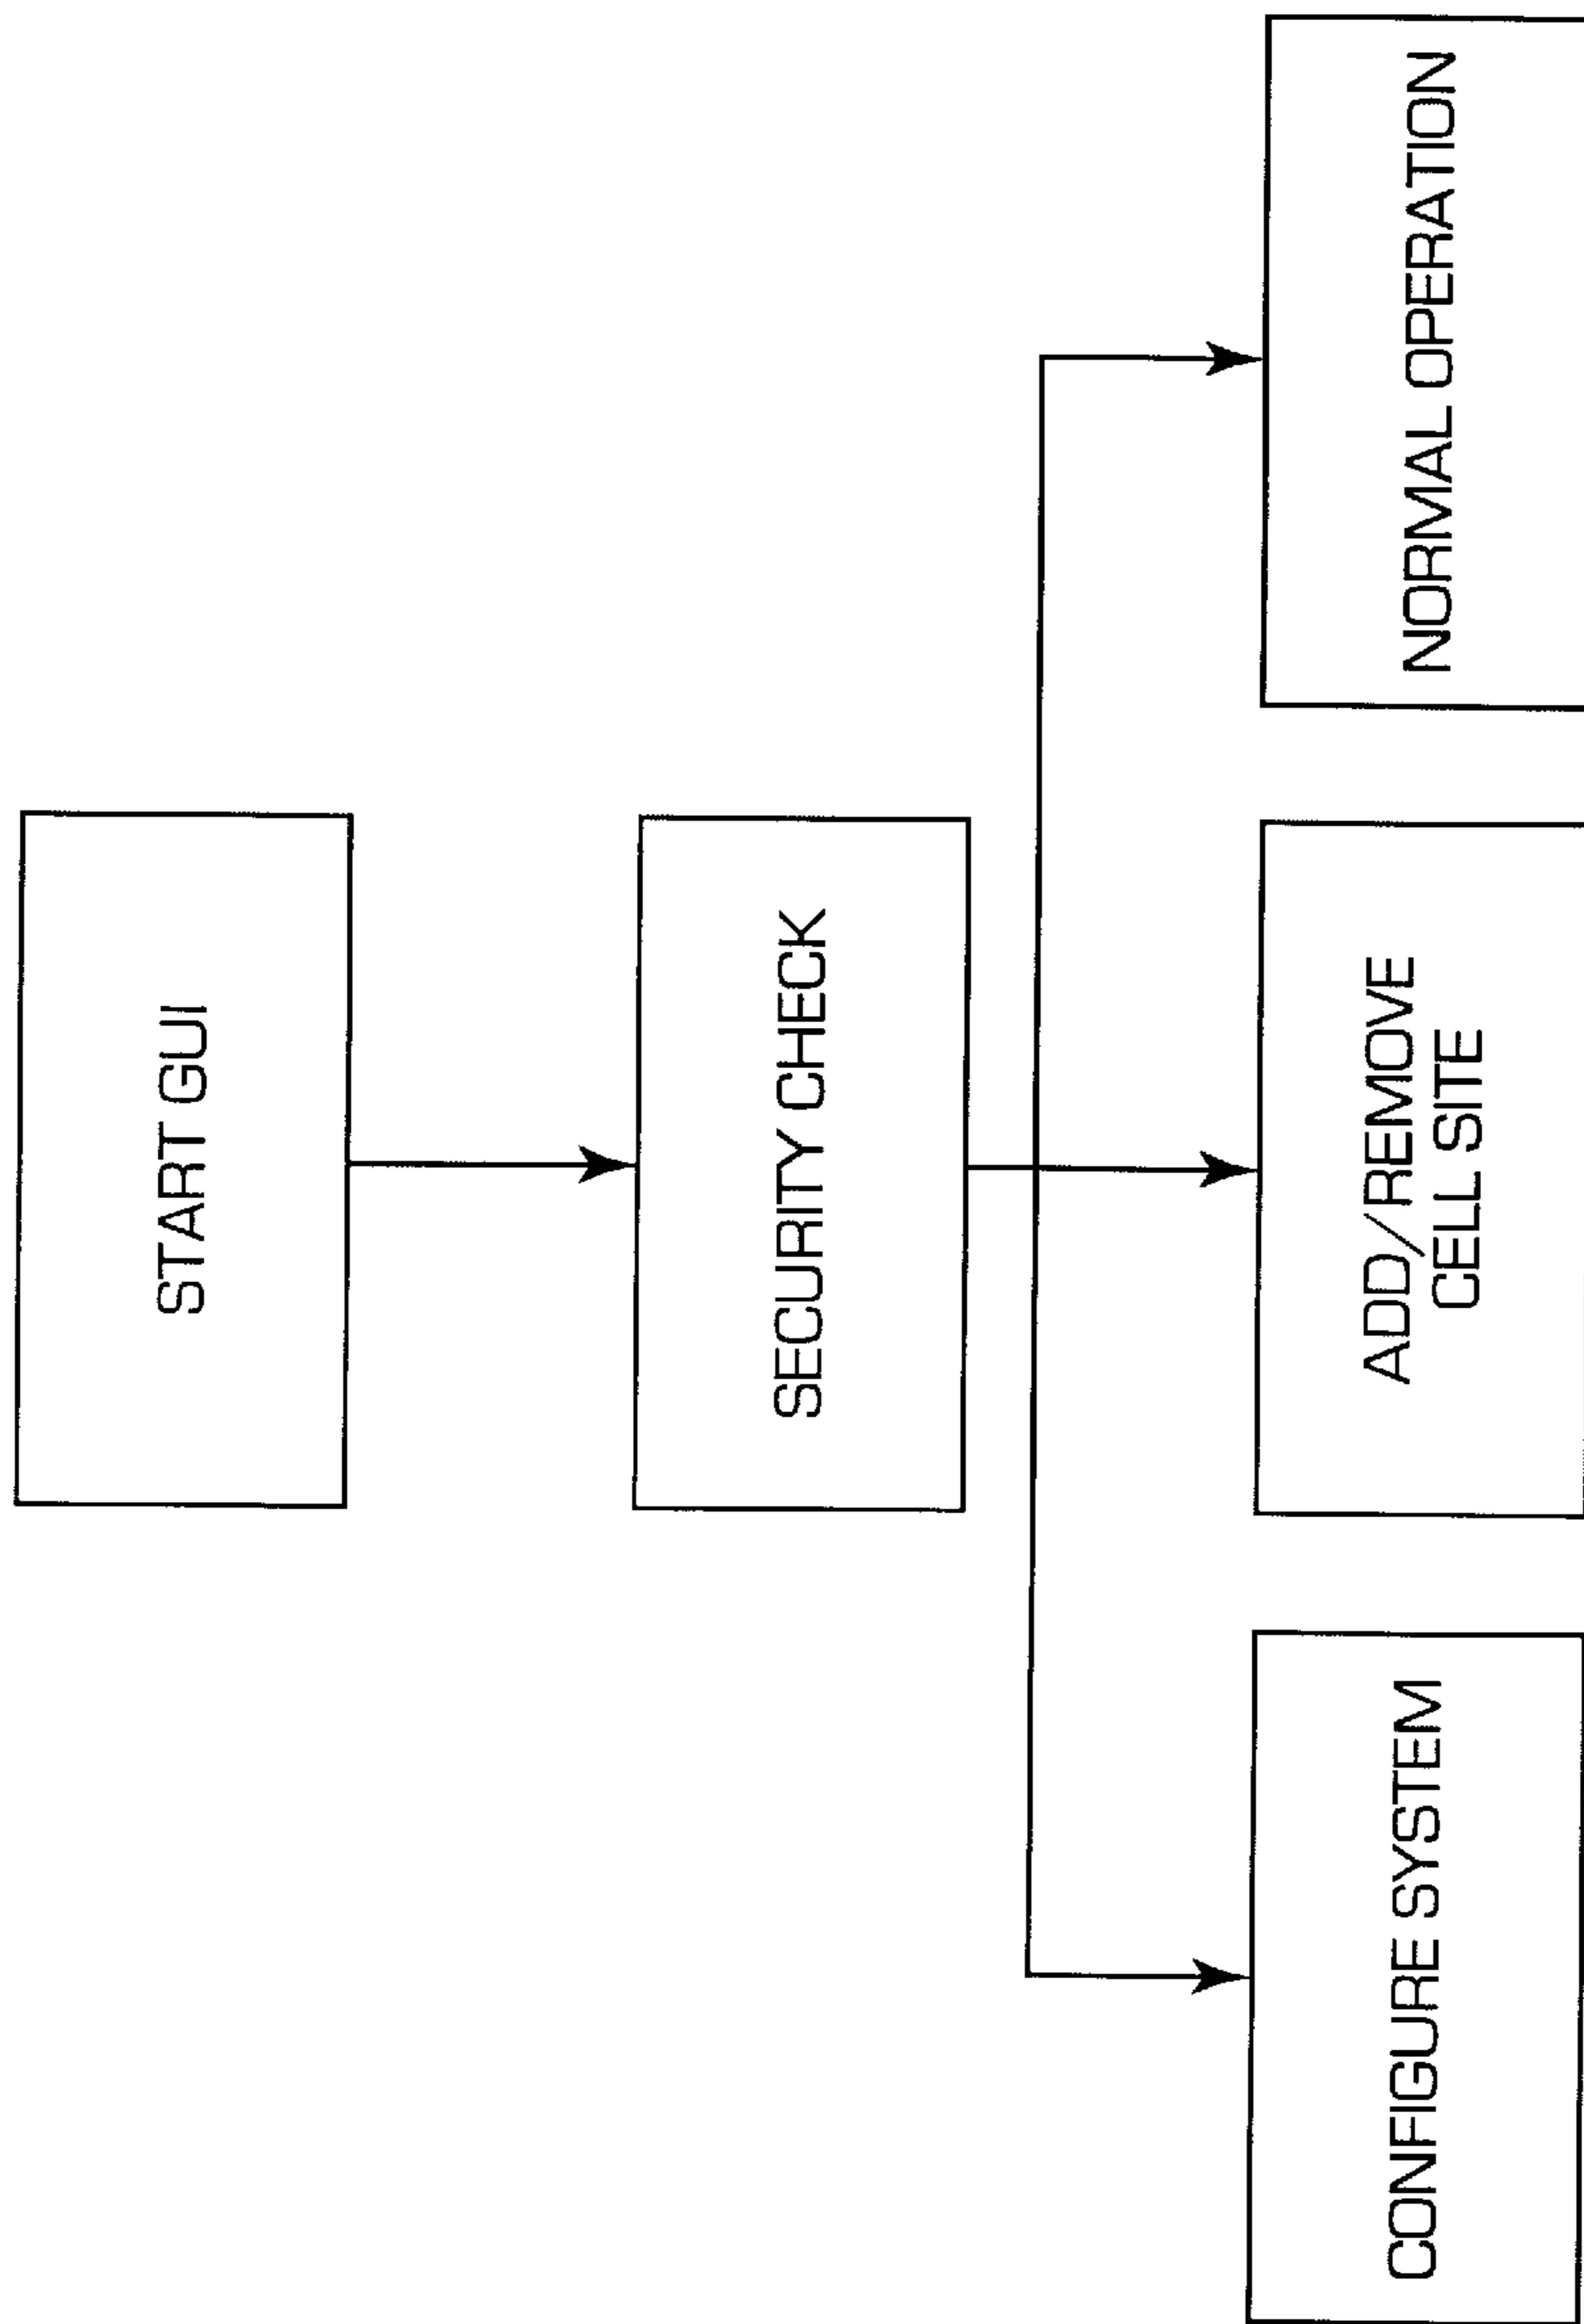 START GUI
SECURITY CHECK
CONFIGURE SYSTEM
ADD/REMOVE
CELL SITE
NORMAL OPERATION